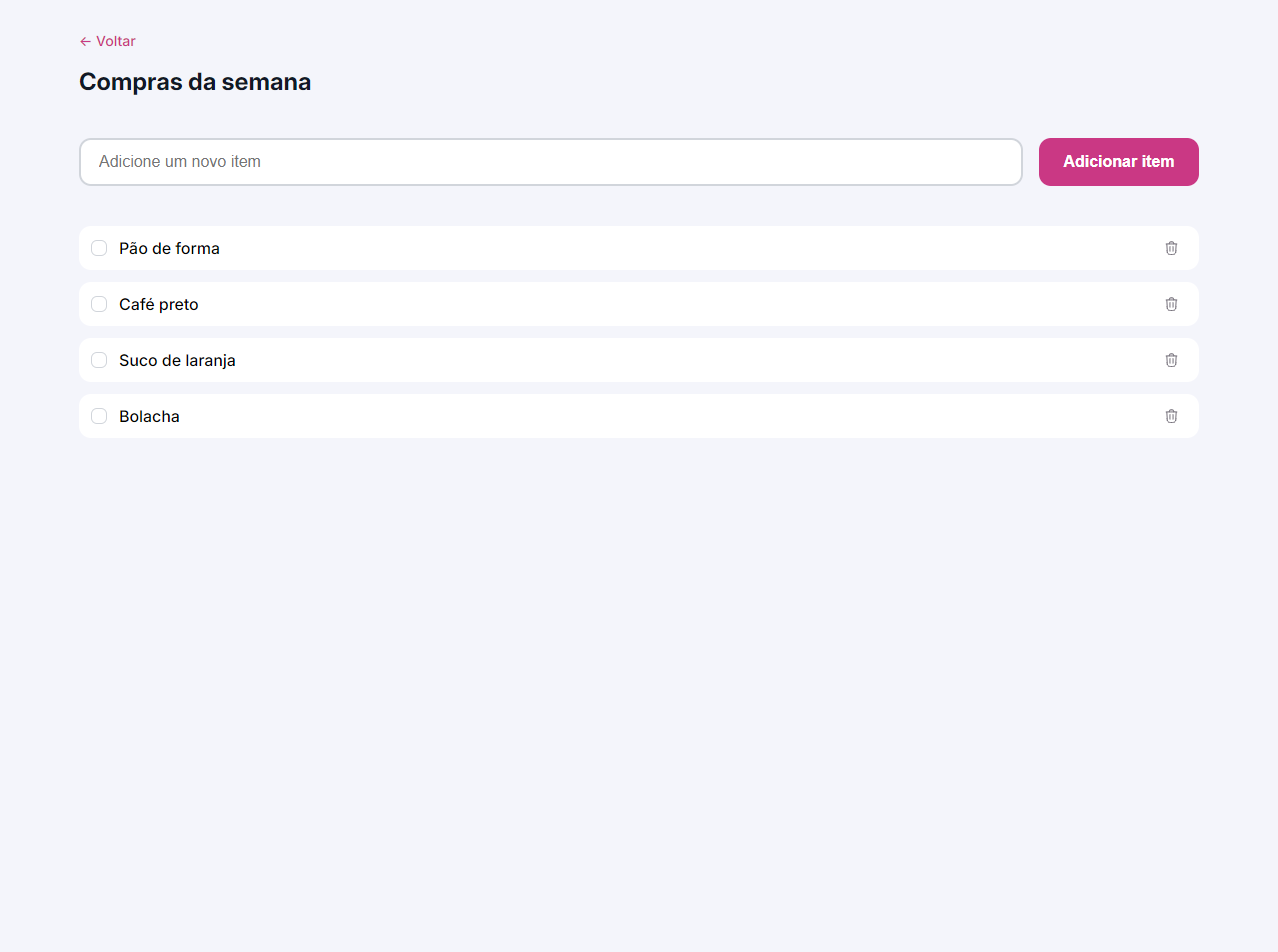 ← Voltar
Compras da semana
Adicione um novo item
Adicionar item
Pão de forma
Café preto
Suco de laranja
Bolacha